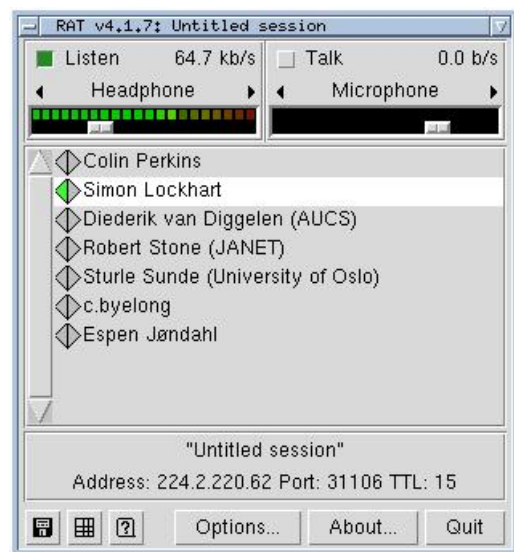 RAT v4.1.7: Untitled session
Listen 64.7 kb/s Talk 0.0 b/s
Headphone Microphone
Colin Perkins
Simon Lockhart
Diederik van Diggelen (AUCS)
Robert Stone (JANET)
Sturle Sunde (University of Oslo)
c.byelong
Espen Jøndahl
"Untitled session"
Address: 224.2.220.62 Port: 31106 TTL: 15
? Options... About... Quit